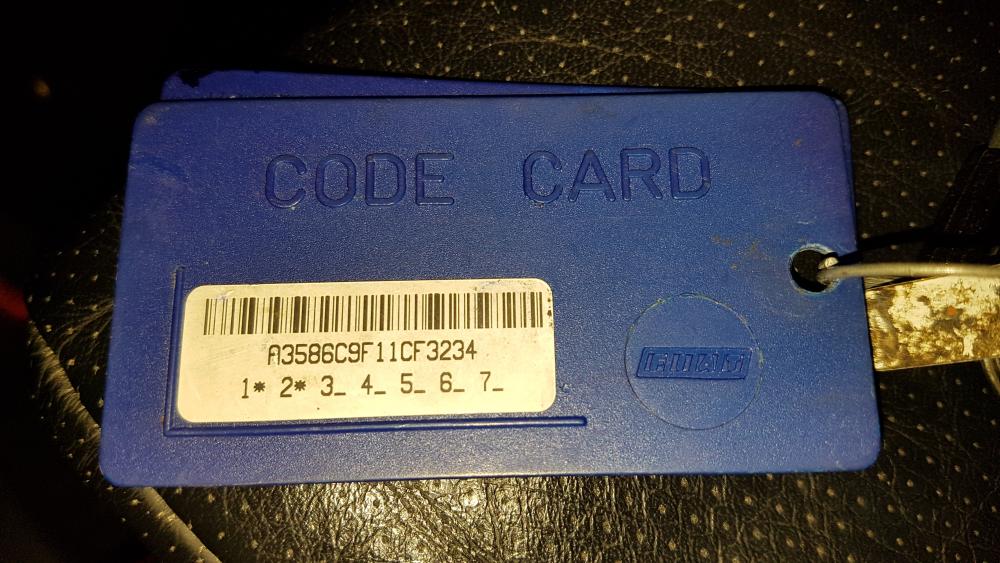 CODE CARD
A3586C9F11CF3234
1* 2* 3_ 4_ 5_ 6_ 7_